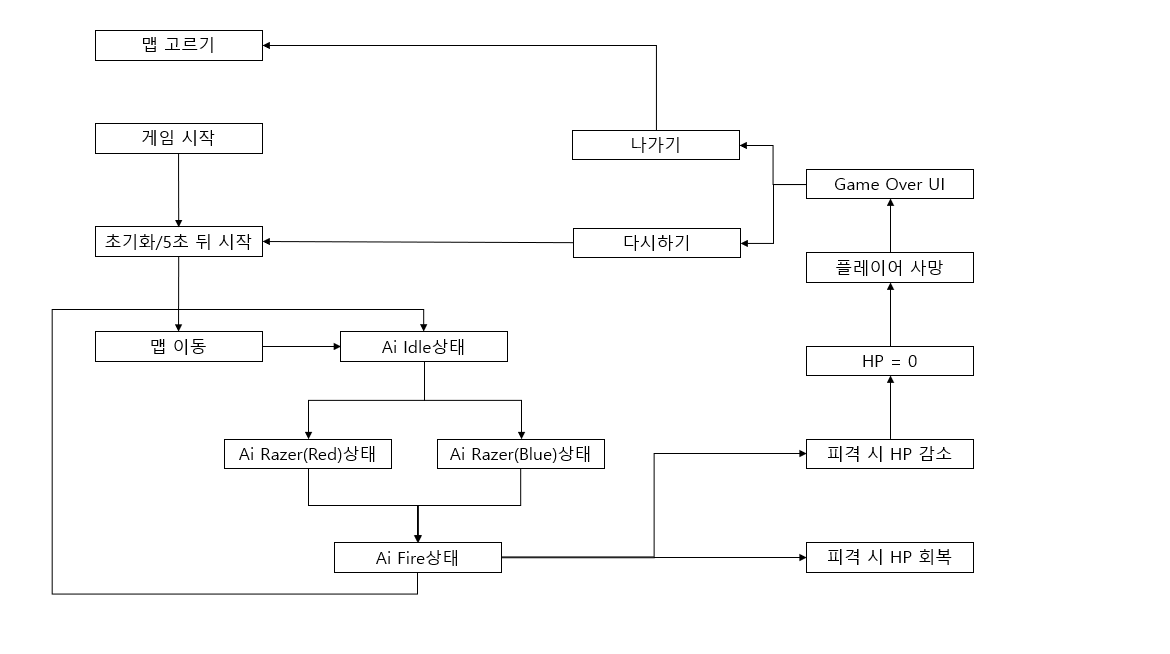 맵 고르기
게임 시작
나가기
Game Over UI
초기화/5초 뒤 시작
다시하기
플레이어 사망
맵 이동
Ai Idle상태
HP = 0
Ai Razer(Red)상태
Ai Razer(Blue)상태
피격 시 HP 감소
Ai Fire상태
피격 시 HP 회복